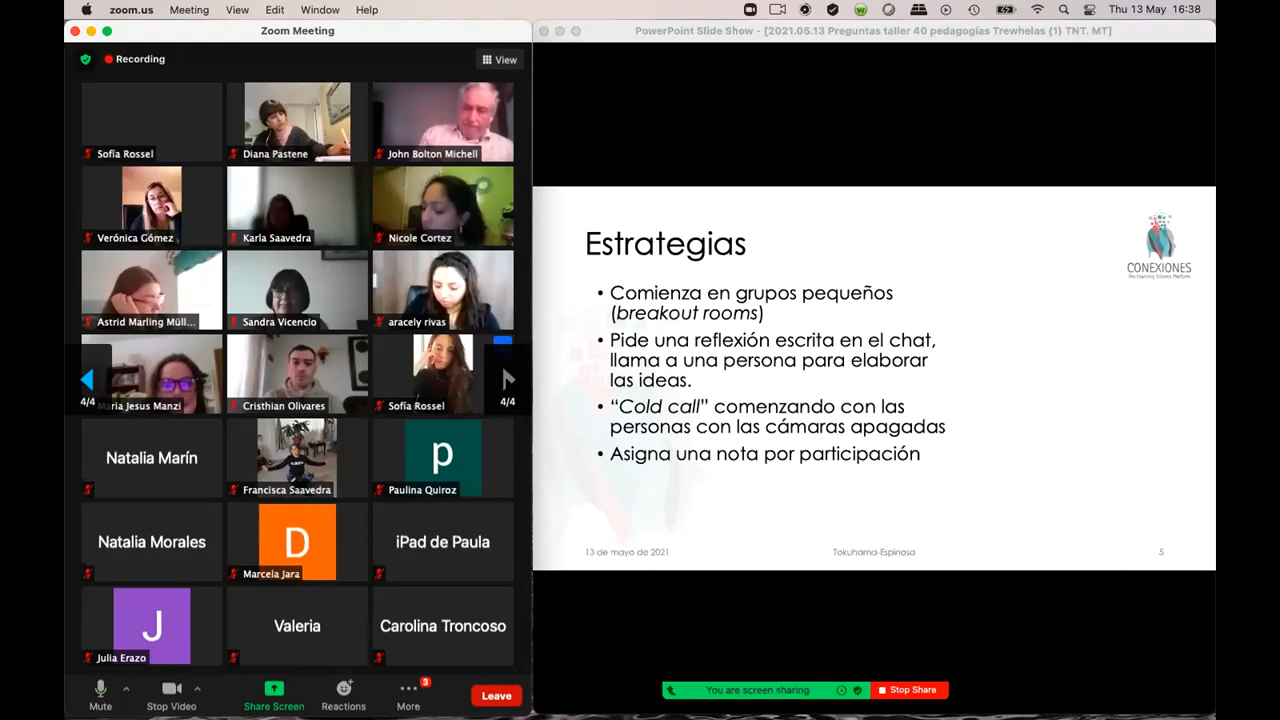 zoom.us Meeting View Edit Window Help
Thu 13 May 16:38
Zoom Meeting
PowerPoint Slide Show - [2021.05.13 Preguntas taller 40 pedagogías Trewhelas (1) TNT. MT]
Recording
View
Sofía Rossel
Diana Pastene
John Bolton Michell
Verónica Gómez
Karla Saavedra
Nicole Cortez
Astrid Marling Müll...
Sandra Vicencio
aracely rivas
4/4
Maria Jesus Manzi
Cristhian Olivares
Sofía Rossel
4/4
Natalia Marín
Francisca Saavedra
p
Paulina Quiroz
Natalia Morales
D
Marcela Jara
iPad de Paula
J
Julia Erazo
Valeria
Carolina Troncoso
Mute
Stop Video
Share Screen
Reactions
3
More
Leave
Estrategias
CONEXIONES
The Learning Science Platform
• Comienza en grupos pequeños
(breakout rooms)
• Pide una reflexión escrita en el chat,
llama a una persona para elaborar
las ideas.
• “Cold call” comenzando con las
personas con las cámaras apagadas
• Asigna una nota por participación
13 de mayo de 2021
Tokuhama-Espinosa
5
You are screen sharing
Stop Share